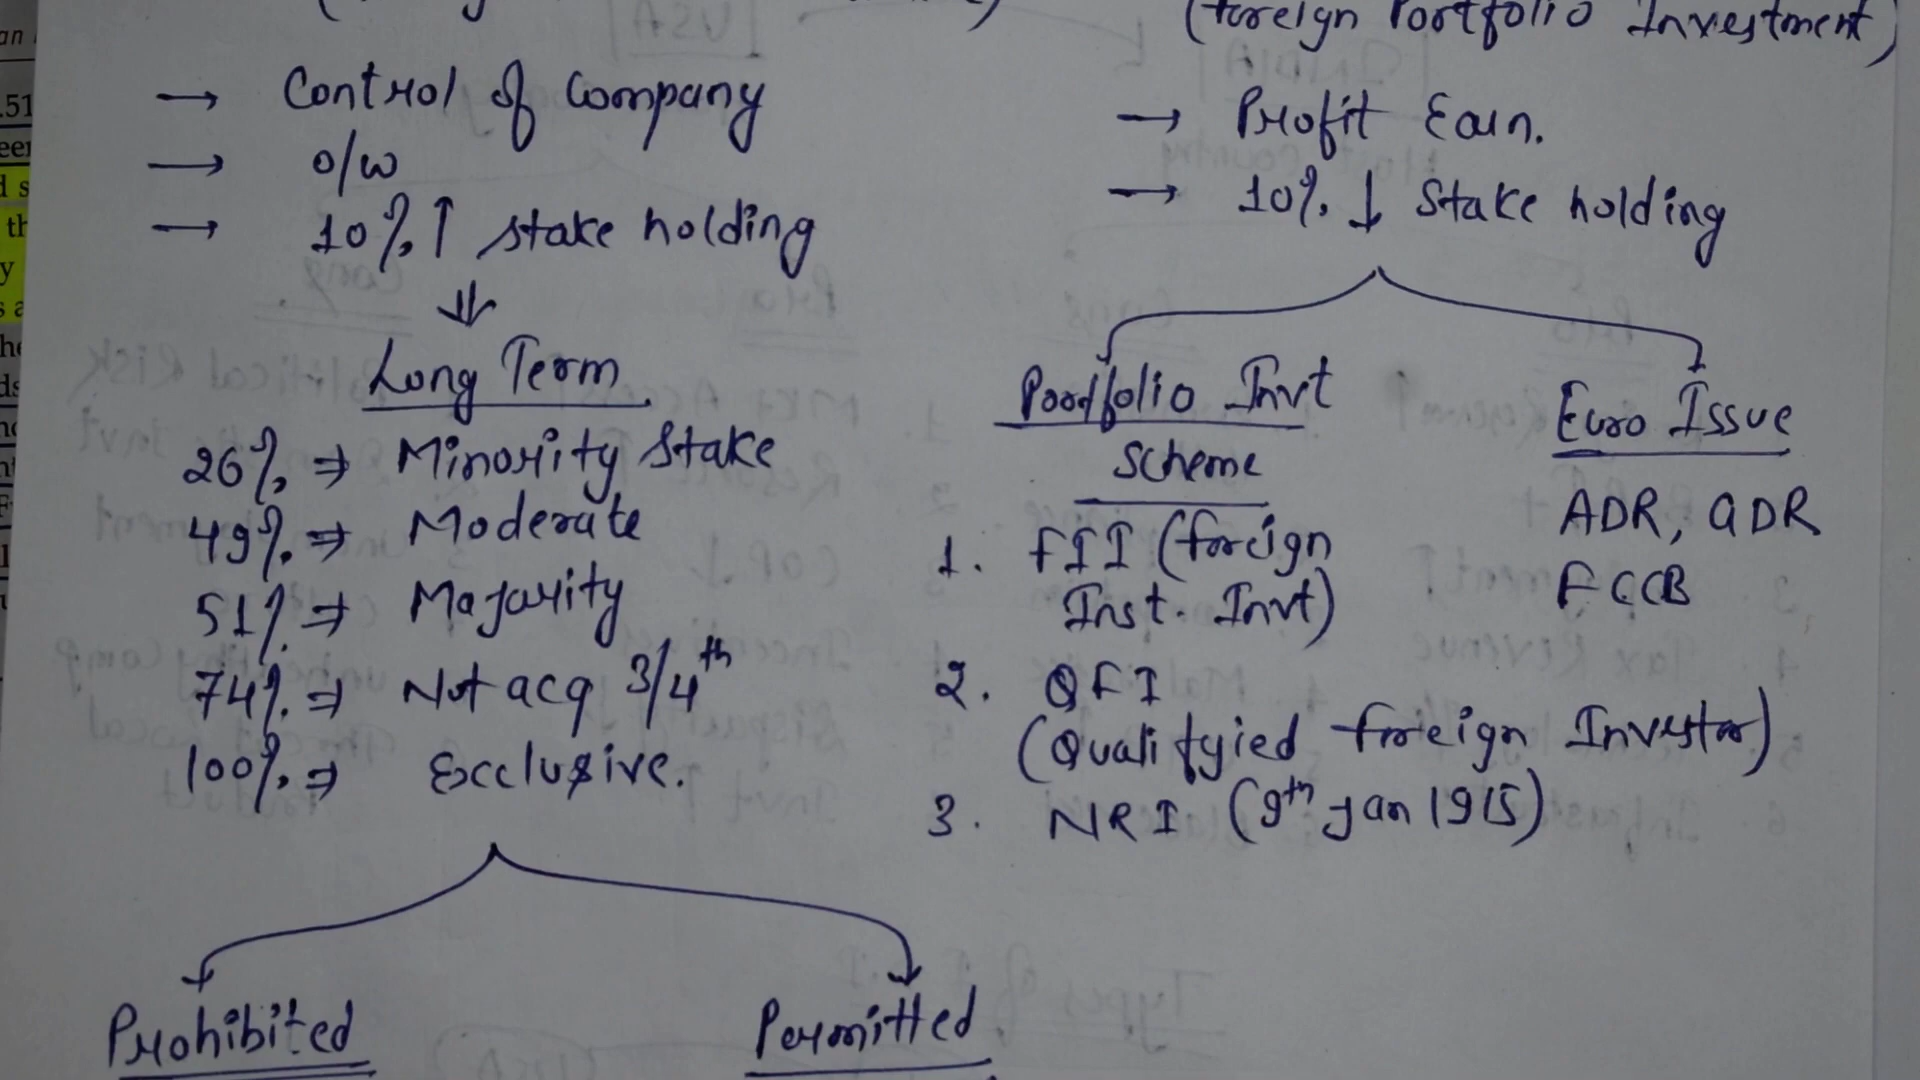 (Foreign Portfolio Investment)
→ Control of Company
→ o/w
→ 10% ↑ stake holding
Long Term
26% ⇒ Minority Stake
49% ⇒ Moderate
51% ⇒ Majority
74% ⇒ Not acq 3/4th
100% ⇒ Exclusive.
Prohibited
Permitted
→ Profit Earn.
→ 10% ↓ Stake holding
Portfolio Invt
Scheme
1. FII (foreign
Inst. Invt)
2. QFI
(Qualifyied foreign Investor)
3. NRI (9th Jan 1915)
Euro Issue
ADR, GDR
FCCB